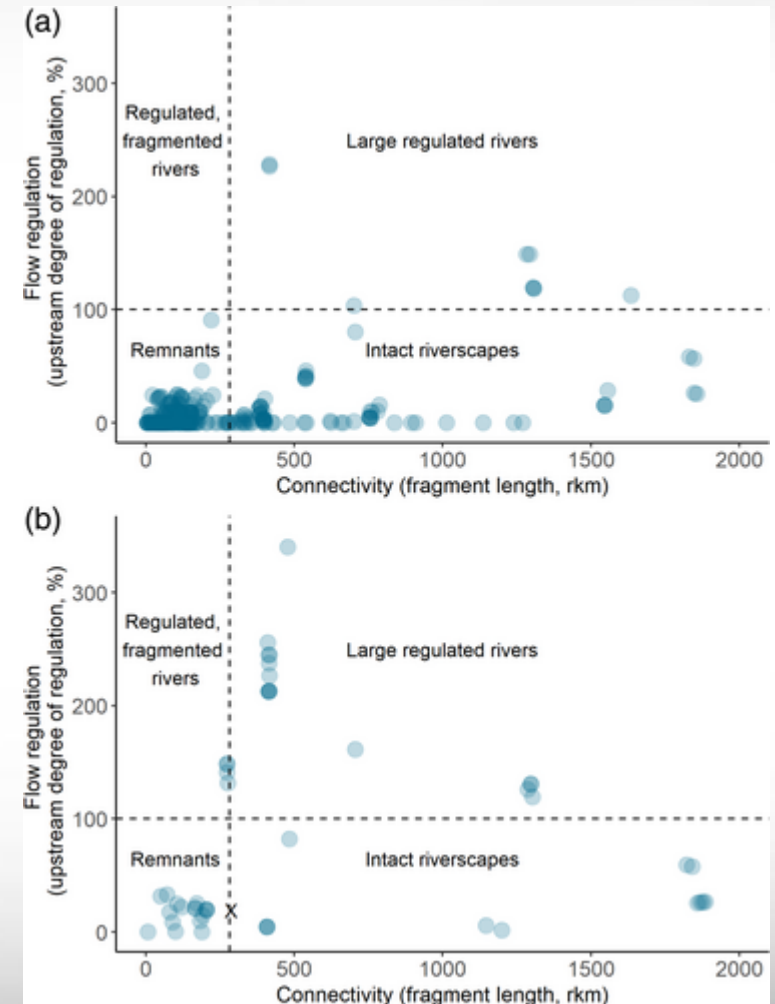 (a)
Flow regulation
(upstream degree of regulation, %)
300
200
100
0
Regulated,
fragmented
rivers
Large regulated rivers
Remnants
Intact riverscapes
0
500
1000
1500
2000
Connectivity (fragment length, rkm)
(b)
Flow regulation
(upstream degree of regulation, %)
300
200
100
0
Regulated,
fragmented
rivers
Large regulated rivers
Remnants
Intact riverscapes
X
0
500
1000
1500
2000
Connectivity (fragment length, rkm)